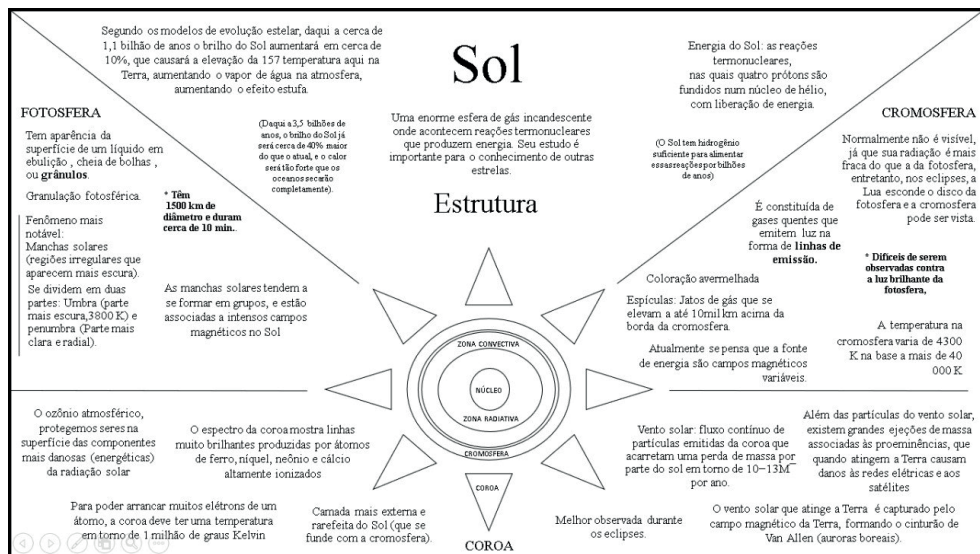 Segundo os modelos de evolução estelar, daqui a cerca de
1,1 bilhão de anos o brilho do Sol aumentará em cerca de
10%, que causará a elevação da 157 temperatura aqui na
Terra, aumentando o vapor de água na atmosfera,
aumentando o efeito estufa.
(Daqui a 3,5 bilhões de
anos, o brilho do Sol já
será cerca de 40% maior
do que o atual, e o calor
será tão forte que os
oceanos secarão
completamente).
Sol
Uma enorme esfera de gás incandescente
onde acontecem reações termonucleares
que produzem energia. Seu estudo é
importante para o conhecimento de outras
estrelas.
Estrutura
Energia do Sol: as reações
termonucleares,
nas quais quatro prótons são
fundidos num núcleo de hélio,
com liberação de energia.
(O Sol tem hidrogênio
suficiente para alimentar
essas reações por bilhões
de anos)
FOTOSFERA
Tem aparência da
superfície de um líquido em
ebulição , cheia de bolhas ,
ou grânulos.
Granulação fotosférica.
* Têm
1500 km de
diâmetro e duram
cerca de 10 min..
Fenômeno mais
notável:
Manchas solares
(regiões irregulares que
aparecem mais escura).
Se dividem em duas
partes: Umbra (parte
mais escura,3800 K) e
penumbra (Parte mais
clara e radial).
As manchas solares tendem a
se formar em grupos, e estão
associadas a intensos campos
magnéticos no Sol
CROMOSFERA
Normalmente não é visível,
já que sua radiação é mais
fraca do que a da fotosfera,
entretanto, nos eclipses, a
Lua esconde o disco da
fotosfera e a cromosfera
pode ser vista.
É constituída de
gases quentes que
emitem luz na
forma de linhas de
emissão.
* Difíceis de serem
observadas contra
a luz brilhante da
fotosfera,
Coloração avermelhada
Espículas: Jatos de gás que se
elevam a até 10mil km acima da
borda da cromosfera.
Atualmente se pensa que a fonte
de energia são campos magnéticos
variáveis.
A temperatura na
cromosfera varia de 4300
K na base a mais de 40
000 K
ZONA CONVECTIVA
NÚCLEO
ZONA RADIATIVA
CROMOSFERA
COROA
O ozônio atmosférico,
protegemos seres na
superfície das componentes
mais danosas (energéticas)
da radiação solar
O espectro da coroa mostra linhas
muito brilhantes produzidas por átomos
de ferro, níquel, neônio e cálcio
altamente ionizados
Para poder arrancar muitos elétrons de um
átomo, a coroa deve ter uma temperatura
em torno de 1 milhão de graus Kelvin
Camada mais externa e
rarefeita do Sol (que se
funde com a cromosfera).
COROA
Melhor observada durante
os eclipses.
Vento solar: fluxo contínuo de
partículas emitidas da coroa que
acarretam uma perda de massa por
parte do sol em torno de 10−13M
por ano.
Além das partículas do vento solar,
existem grandes ejeções de massa
associadas às proeminências, que
quando atingem a Terra causam
danos às redes elétricas e aos
satélites
O vento solar que atinge a Terra é capturado pelo
campo magnético da Terra, formando o cinturão de
Van Allen (auroras boreais).